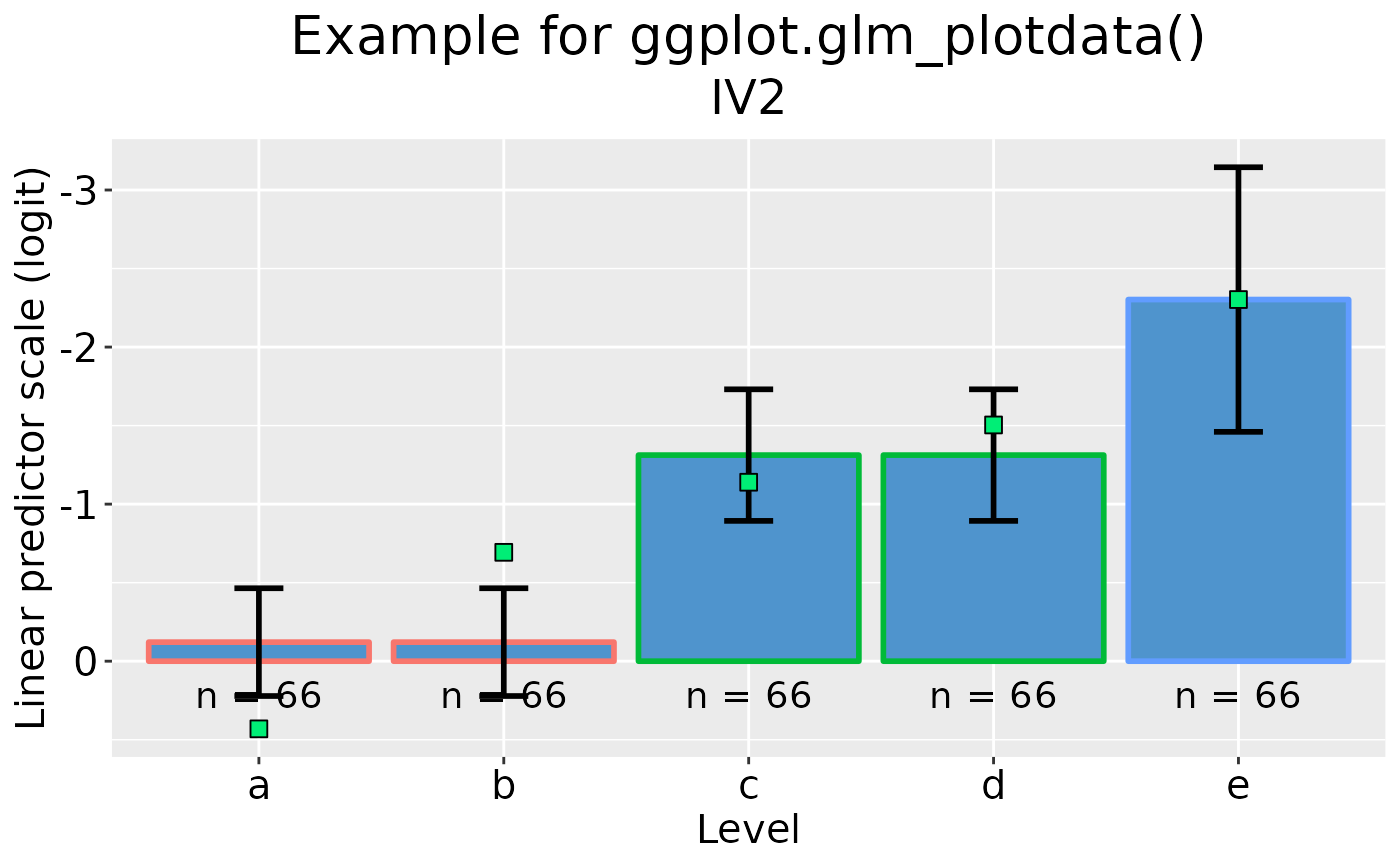 Example for ggplot.glm_plotdata()
IV2
Linear predictor scale (logit)
-3
-2
-1
0
n = 66
n = 66
n = 66
n = 66
n = 66
a
b
c
d
e
Level